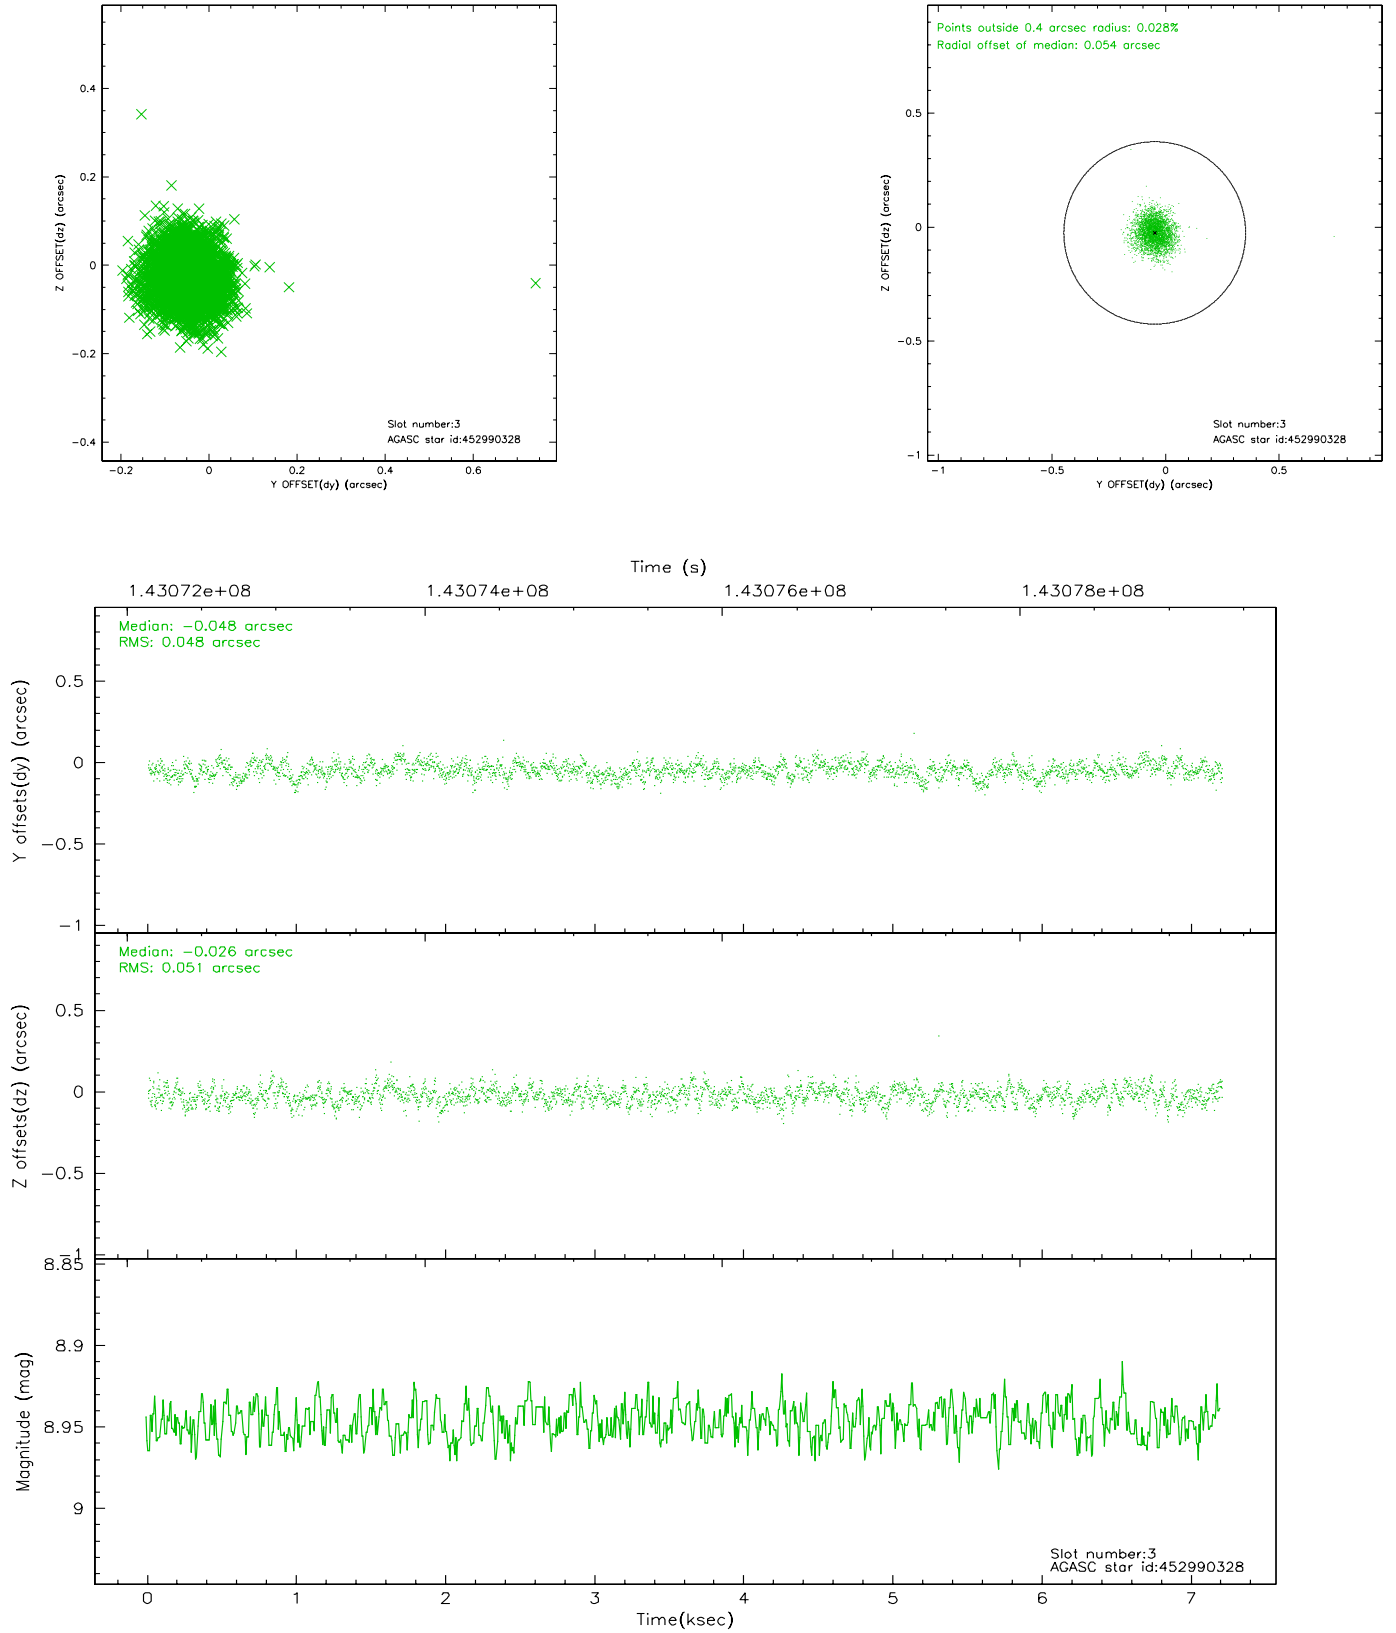 0.4
0.2
0
−0.2
−0.4
Z OFFSET(dz) (arcsec)
−0.2
0
0.2
0.4
0.6
Y OFFSET(dy) (arcsec)
Slot number:3
AGASC star id:452990328
Points outside 0.4 arcsec radius: 0.028%
Radial offset of median: 0.054 arcsec
0.5
0
−0.5
−1
Z OFFSET(dz) (arcsec)
−1
−0.5
0
0.5
Y OFFSET(dy) (arcsec)
Slot number:3
AGASC star id:452990328
Time (s)
1.43072e+08
1.43074e+08
1.43076e+08
1.43078e+08
Median: −0.048 arcsec
RMS: 0.048 arcsec
0.5
0
−0.5
−1
Y offsets(dy) (arcsec)
Median: −0.026 arcsec
RMS: 0.051 arcsec
0.5
0
−0.5
−1
Z offsets(dz) (arcsec)
8.85
8.9
8.95
9
Magnitude (mag)
Slot number:3
AGASC star id:452990328
0
1
2
3
4
5
6
7
Time(ksec)